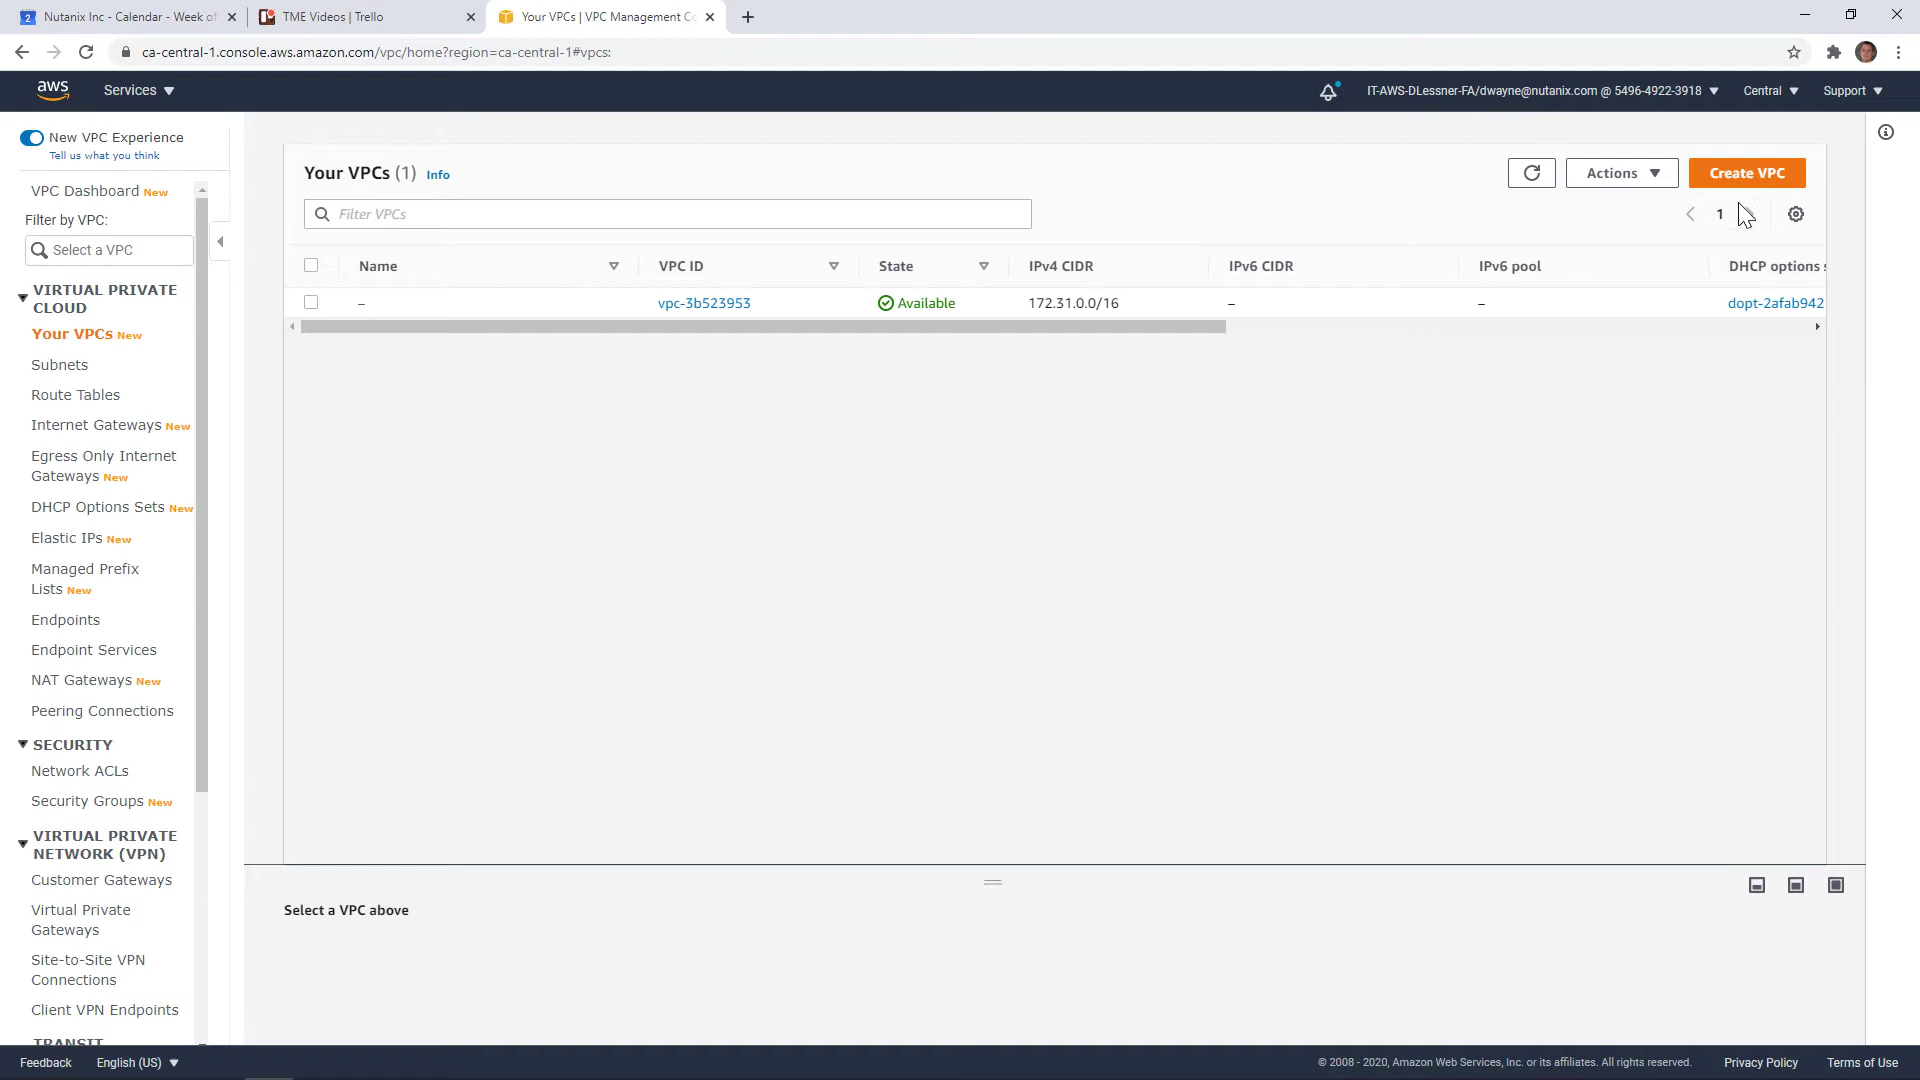 Nutanix Inc - Calendar - Week of
TME Videos | Trello
Your VPCs | VPC Management Co
ca-central-1.console.aws.amazon.com/vpc/home?region=ca-central-1#vpcs:
aws
Services
IT-AWS-DLessner-FA/dwayne@nutanix.com @ 5496-4922-3918
Central
Support
New VPC Experience
Tell us what you think
VPC Dashboard New
Filter by VPC:
Select a VPC
VIRTUAL PRIVATE
CLOUD
Your VPCs New
Subnets
Route Tables
Internet Gateways New
Egress Only Internet
Gateways New
DHCP Options Sets New
Elastic IPs New
Managed Prefix
Lists New
Endpoints
Endpoint Services
NAT Gateways New
Peering Connections
SECURITY
Network ACLs
Security Groups New
VIRTUAL PRIVATE
NETWORK (VPN)
Customer Gateways
Virtual Private
Gateways
Site-to-Site VPN
Connections
Client VPN Endpoints
TRANSIT
Your VPCs (1) Info
Actions
Create VPC
Filter VPCs
1
Name
VPC ID
State
IPv4 CIDR
IPv6 CIDR
IPv6 pool
DHCP options s
–
vpc-3b523953
Available
172.31.0.0/16
–
–
dopt-2afab942
Select a VPC above
Feedback
English (US)
© 2008 - 2020, Amazon Web Services, Inc. or its affiliates. All rights reserved.
Privacy Policy
Terms of Use